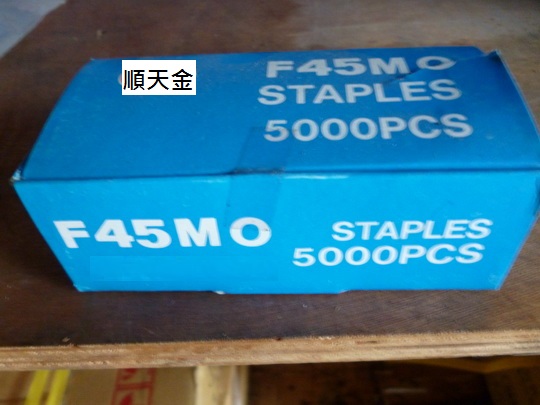 順天金
F45MO
STAPLES
5000PCS
F45MO
STAPLES
5000PCS